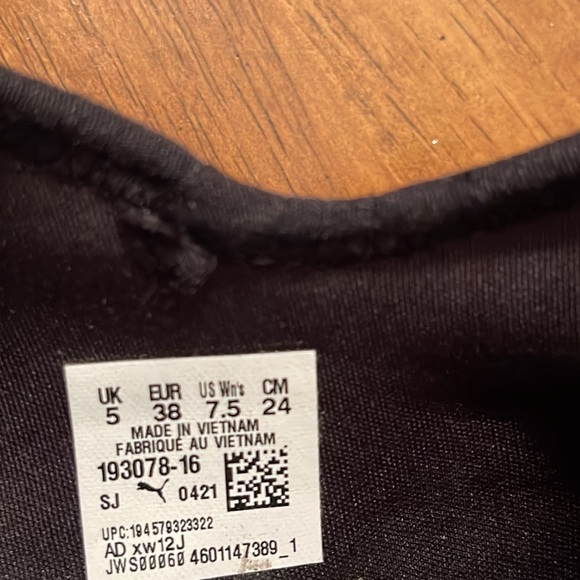 UK EUR US Wn's CM
5 38 7.5 24
MADE IN VIETNAM
FABRIQUÉ AU VIETNAM
193078-16
SJ 0421
UPC:194579323322
AD xw12J
JWS00060 4601147389_1